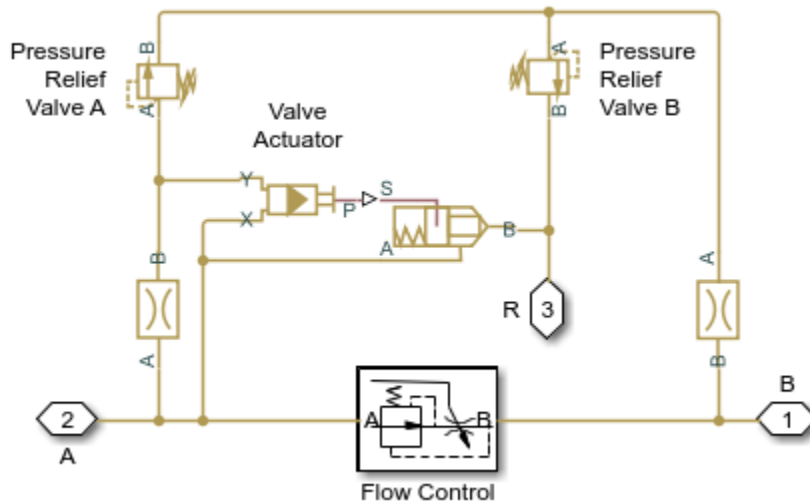 B
A
Pressure
Relief
Valve A
Pressure
Relief
Valve B
A
B
Valve
Actuator
Y
S
X
P
A
B
B
A
R
3
A
B
A
B
2
A
A
B
1
Flow Control